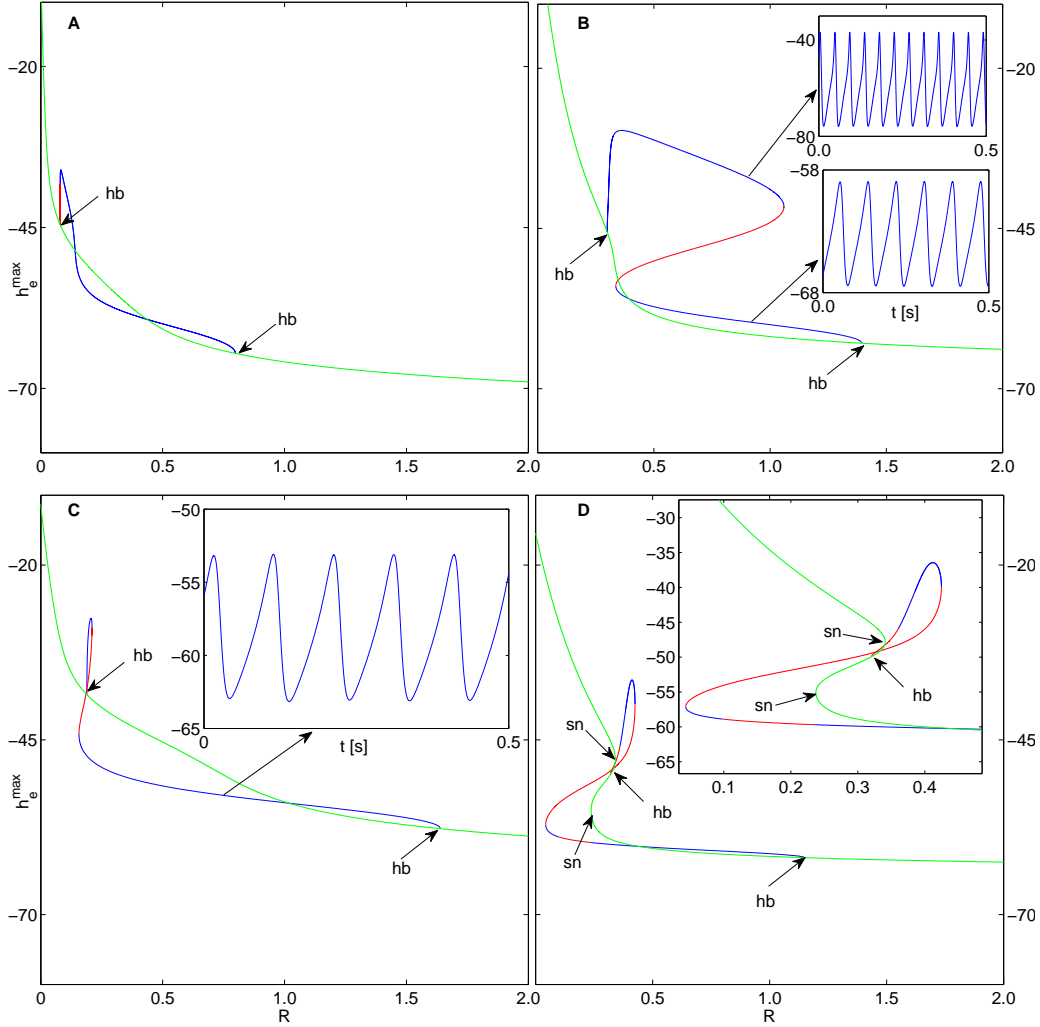 A
−20
−45
−70
h_e^max
hb
hb
0
0.5
1.0
1.5
2.0
B
−20
−45
−70
hb
hb
0.5
1.0
1.5
2.0
−40
−80
0.0
0.5
−58
−68
0.0
0.5
t [s]
C
−20
−45
−70
h_e^max
hb
hb
−50
−55
−60
−65
0
0.5
t [s]
0
0.5
1.0
1.5
2.0
R
D
−20
−45
−70
sn
hb
sn
hb
−30
−35
−40
−45
−50
−55
−60
−65
sn
sn
hb
0.1
0.2
0.3
0.4
0.5
1.0
1.5
2.0
R